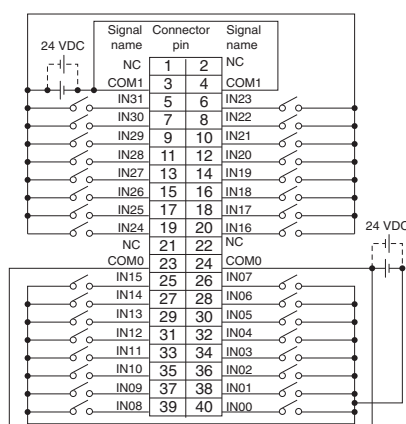 Signal name Connector pin Signal name
24 VDC
NC 1 2 NC
COM1 3 4 COM1
IN31 5 6 IN23
IN30 7 8 IN22
IN29 9 10 IN21
IN28 11 12 IN20
IN27 13 14 IN19
IN26 15 16 IN18
IN25 17 18 IN17
IN24 19 20 IN16
24 VDC
NC 21 22 NC
COM0 23 24 COM0
IN15 25 26 IN07
IN14 27 28 IN06
IN13 29 30 IN05
IN12 31 32 IN04
IN11 33 34 IN03
IN10 35 36 IN02
IN09 37 38 IN01
IN08 39 40 IN00